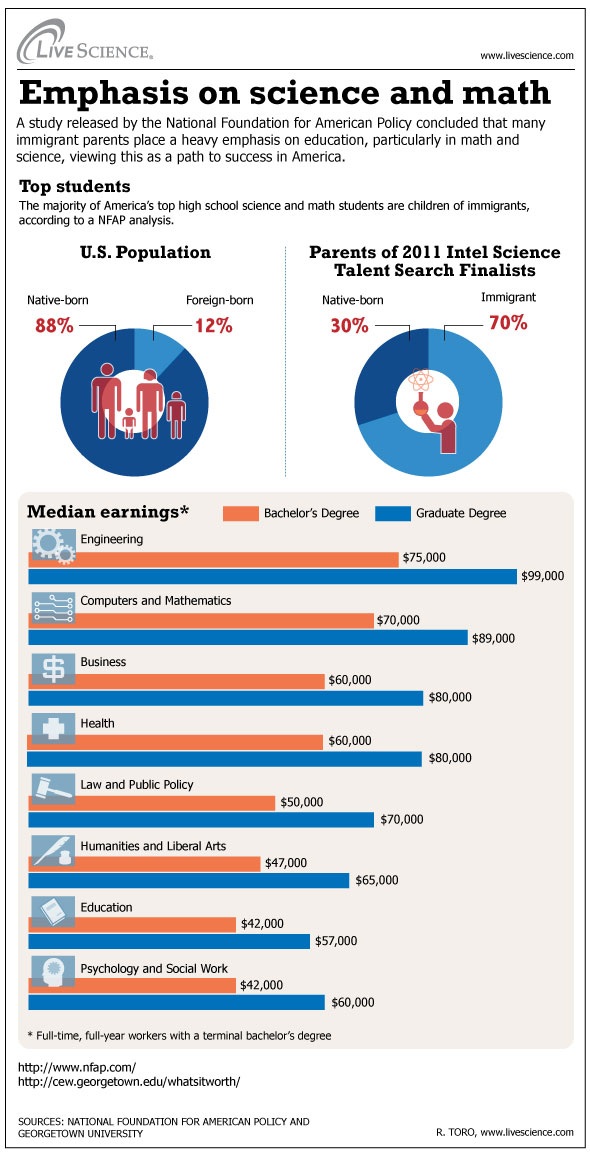 LIVESCIENCE®
www.livescience.com
Emphasis on science and math
A study released by the National Foundation for American Policy concluded that many
immigrant parents place a heavy emphasis on education, particularly in math and
science, viewing this as a path to success in America.
Top students
The majority of America's top high school science and math students are children of immigrants,
according to a NFAP analysis.
U.S. Population
Native-born
88%
Foreign-born
12%
Parents of 2011 Intel Science
Talent Search Finalists
Native-born
30%
Immigrant
70%
Median earnings*
Bachelor's Degree
Graduate Degree
Engineering
$75,000
$99,000
Computers and Mathematics
$70,000
$89,000
Business
$60,000
$80,000
Health
$60,000
$80,000
Law and Public Policy
$50,000
$70,000
Humanities and Liberal Arts
$47,000
$65,000
Education
$42,000
$57,000
Psychology and Social Work
$42,000
$60,000
* Full-time, full-year workers with a terminal bachelor's degree
http://www.nfap.com/
http://cew.georgetown.edu/whatsitworth/
SOURCES: NATIONAL FOUNDATION FOR AMERICAN POLICY AND
GEORGETOWN UNIVERSITY
R. TORO, www.livescience.com